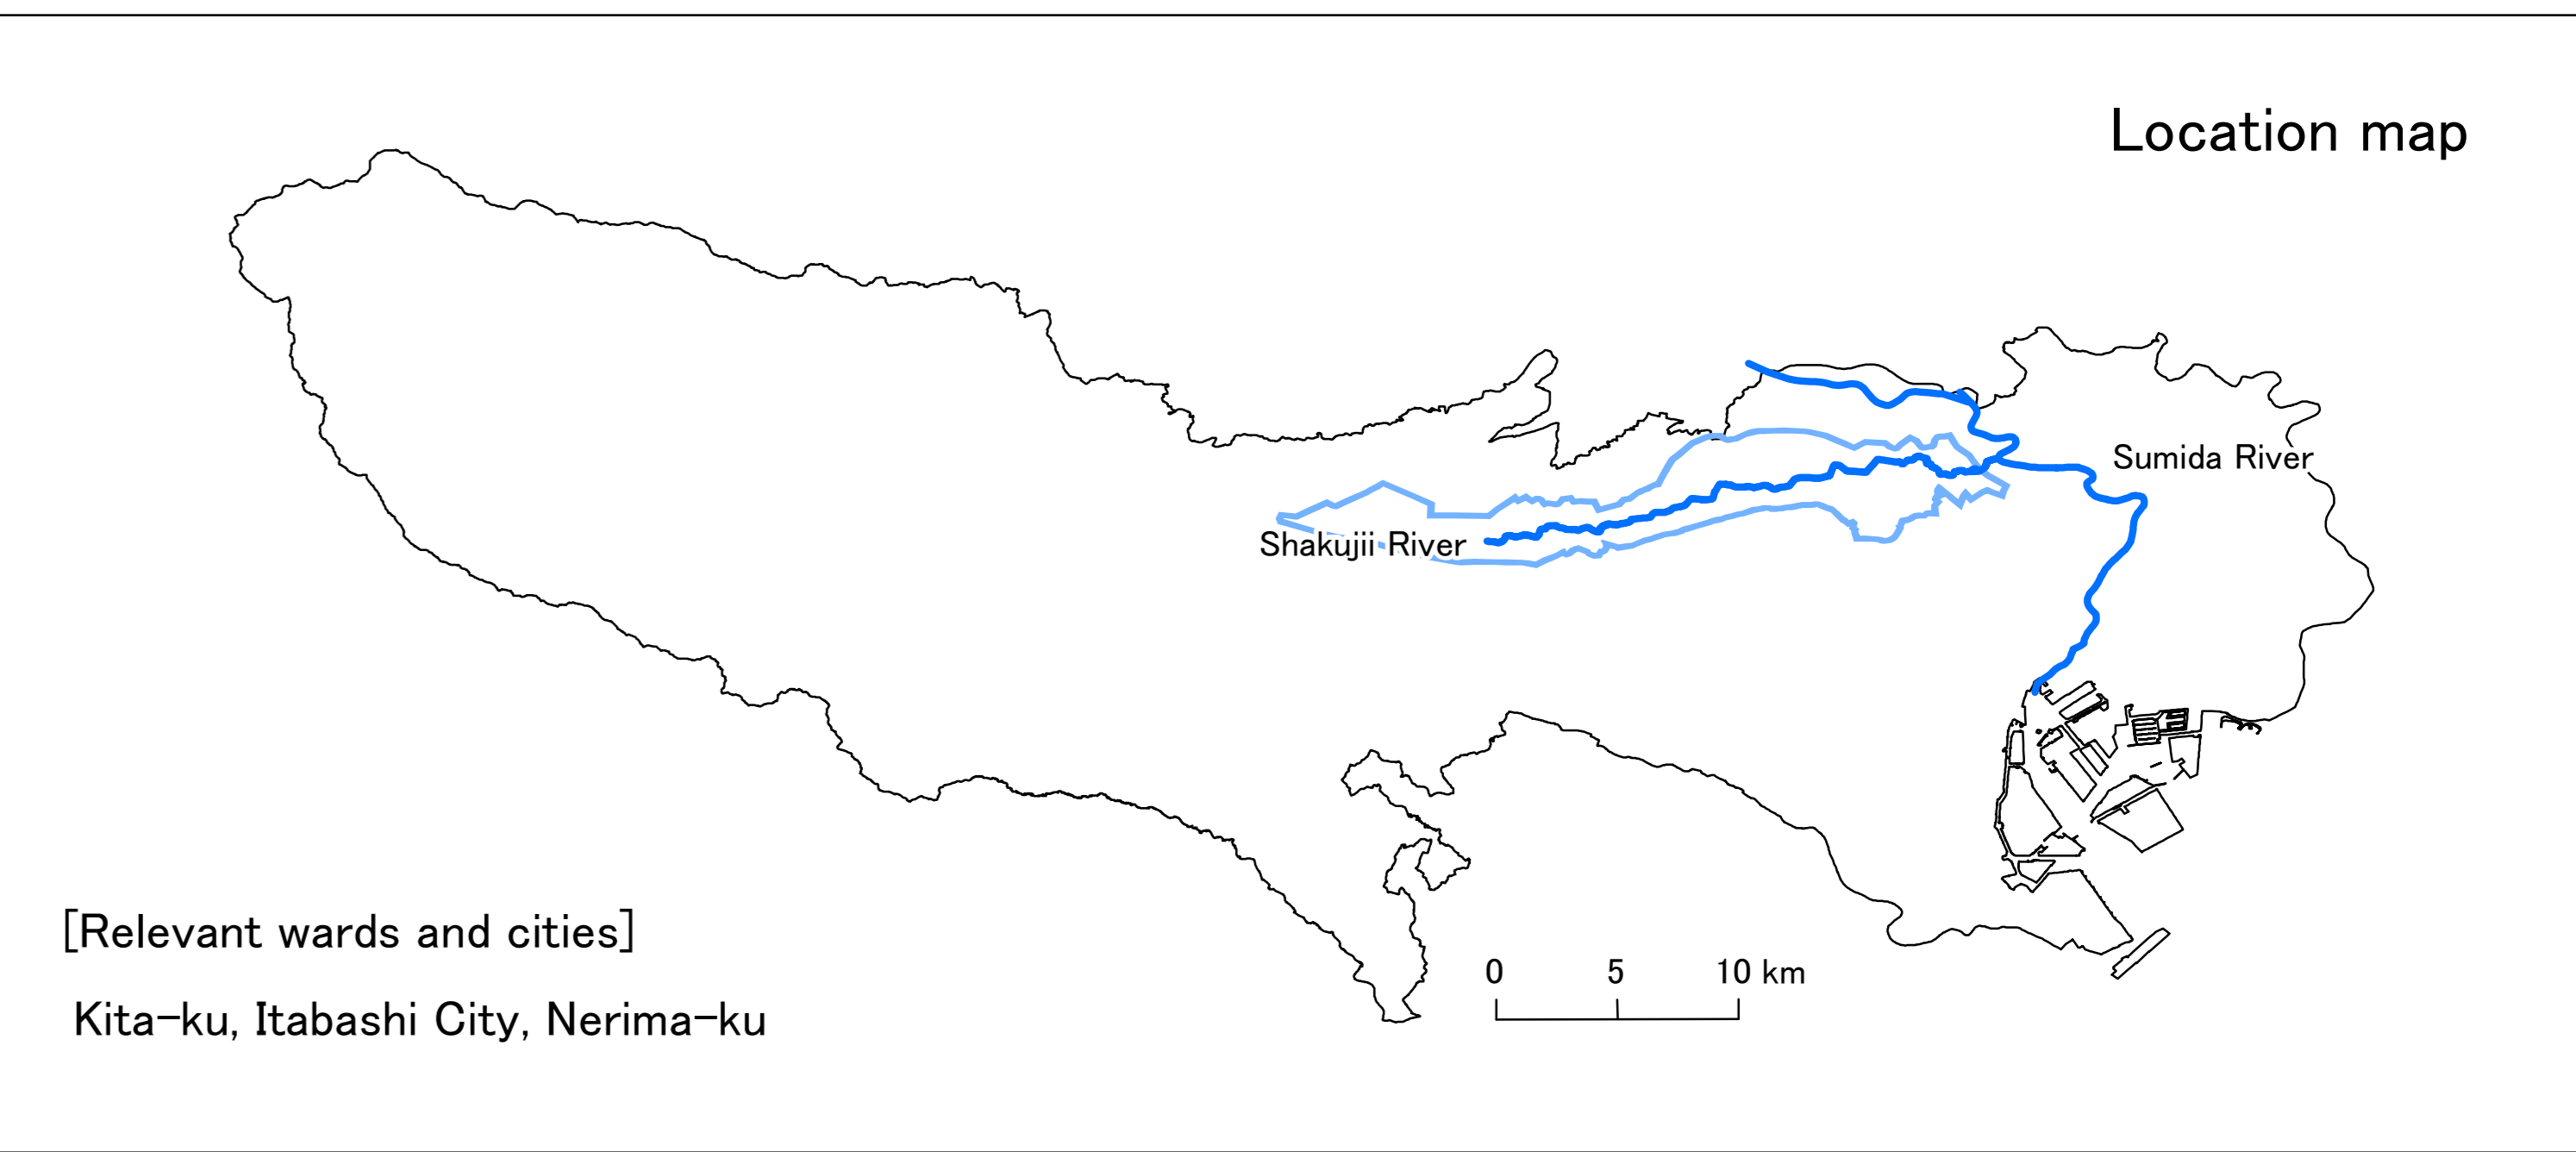 Location map
Sumida River
Shakujii River
[Relevant wards and cities]
Kita-ku, Itabashi City, Nerima-ku
0 5 10 km